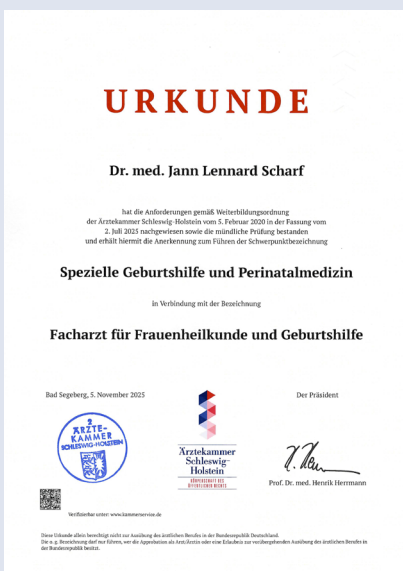 URKUNDE
Dr. med. Jann Lennard Scharf
hat die Anforderungen gemäß Weiterbildungsordnung
der Ärztekammer Schleswig-Holstein vom 5. Februar 2020 in der Fassung vom
2. Juli 2025 nachgewiesen sowie die mündliche Prüfung bestanden
und erhält hiermit die Anerkennung zum Führen der Schwerpunktbezeichnung
Spezielle Geburtshilfe und Perinatalmedizin
in Verbindung mit der Bezeichnung
Facharzt für Frauenheilkunde und Geburtshilfe
Bad Segeberg, 5. November 2025
Der Präsident
2
ÄRZTE-
KAMMER
SCHLESWIG-HOLSTEIN
Ärztekammer
Schleswig-
Holstein
KÖRPERSCHAFT DES
ÖFFENTLICHEN RECHTES
Prof. Dr. med. Henrik Herrmann
Verifizierbar unter: www.kammerservice.de
Diese Urkunde allein berechtigt nicht zur Ausübung des ärztlichen Berufes in der Bundesrepublik Deutschland.
Die o. g. Bezeichnung darf nur führen, wer die Approbation als Arzt/Ärztin oder eine Erlaubnis zur vorübergehenden Ausübung des ärztlichen Berufes in
der Bundesrepublik besitzt.